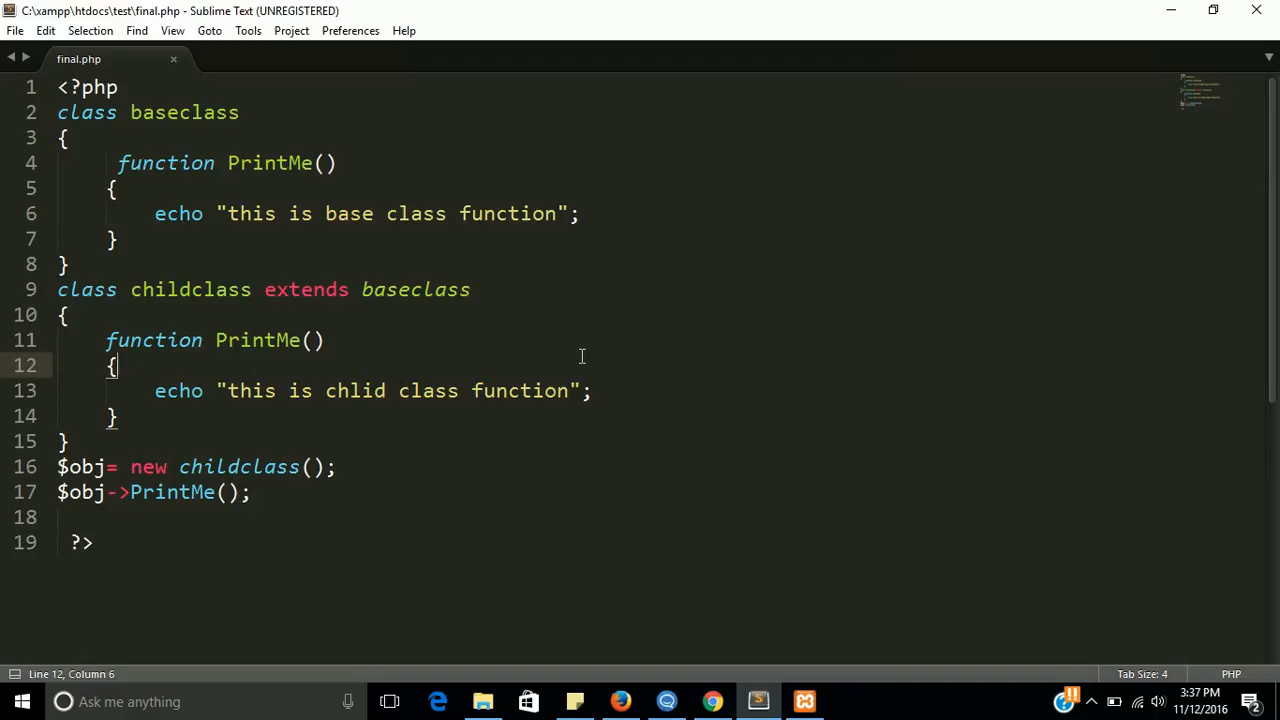 C:\xampp\htdocs\test\final.php - Sublime Text (UNREGISTERED)
File Edit Selection Find View Goto Tools Project Preferences Help
final.php
1 <?php
2 class baseclass
3 {
4 function PrintMe()
5 {
6 echo "this is base class function";
7 }
8 }
9 class childclass extends baseclass
10 {
11 function PrintMe()
12 {
13 echo "this is chlid class function";
14 }
15 }
16 $obj= new childclass();
17 $obj->PrintMe();
18
19 ?>
Line 12, Column 6 Tab Size: 4 PHP
Ask me anything
3:37 PM
11/12/2016
2